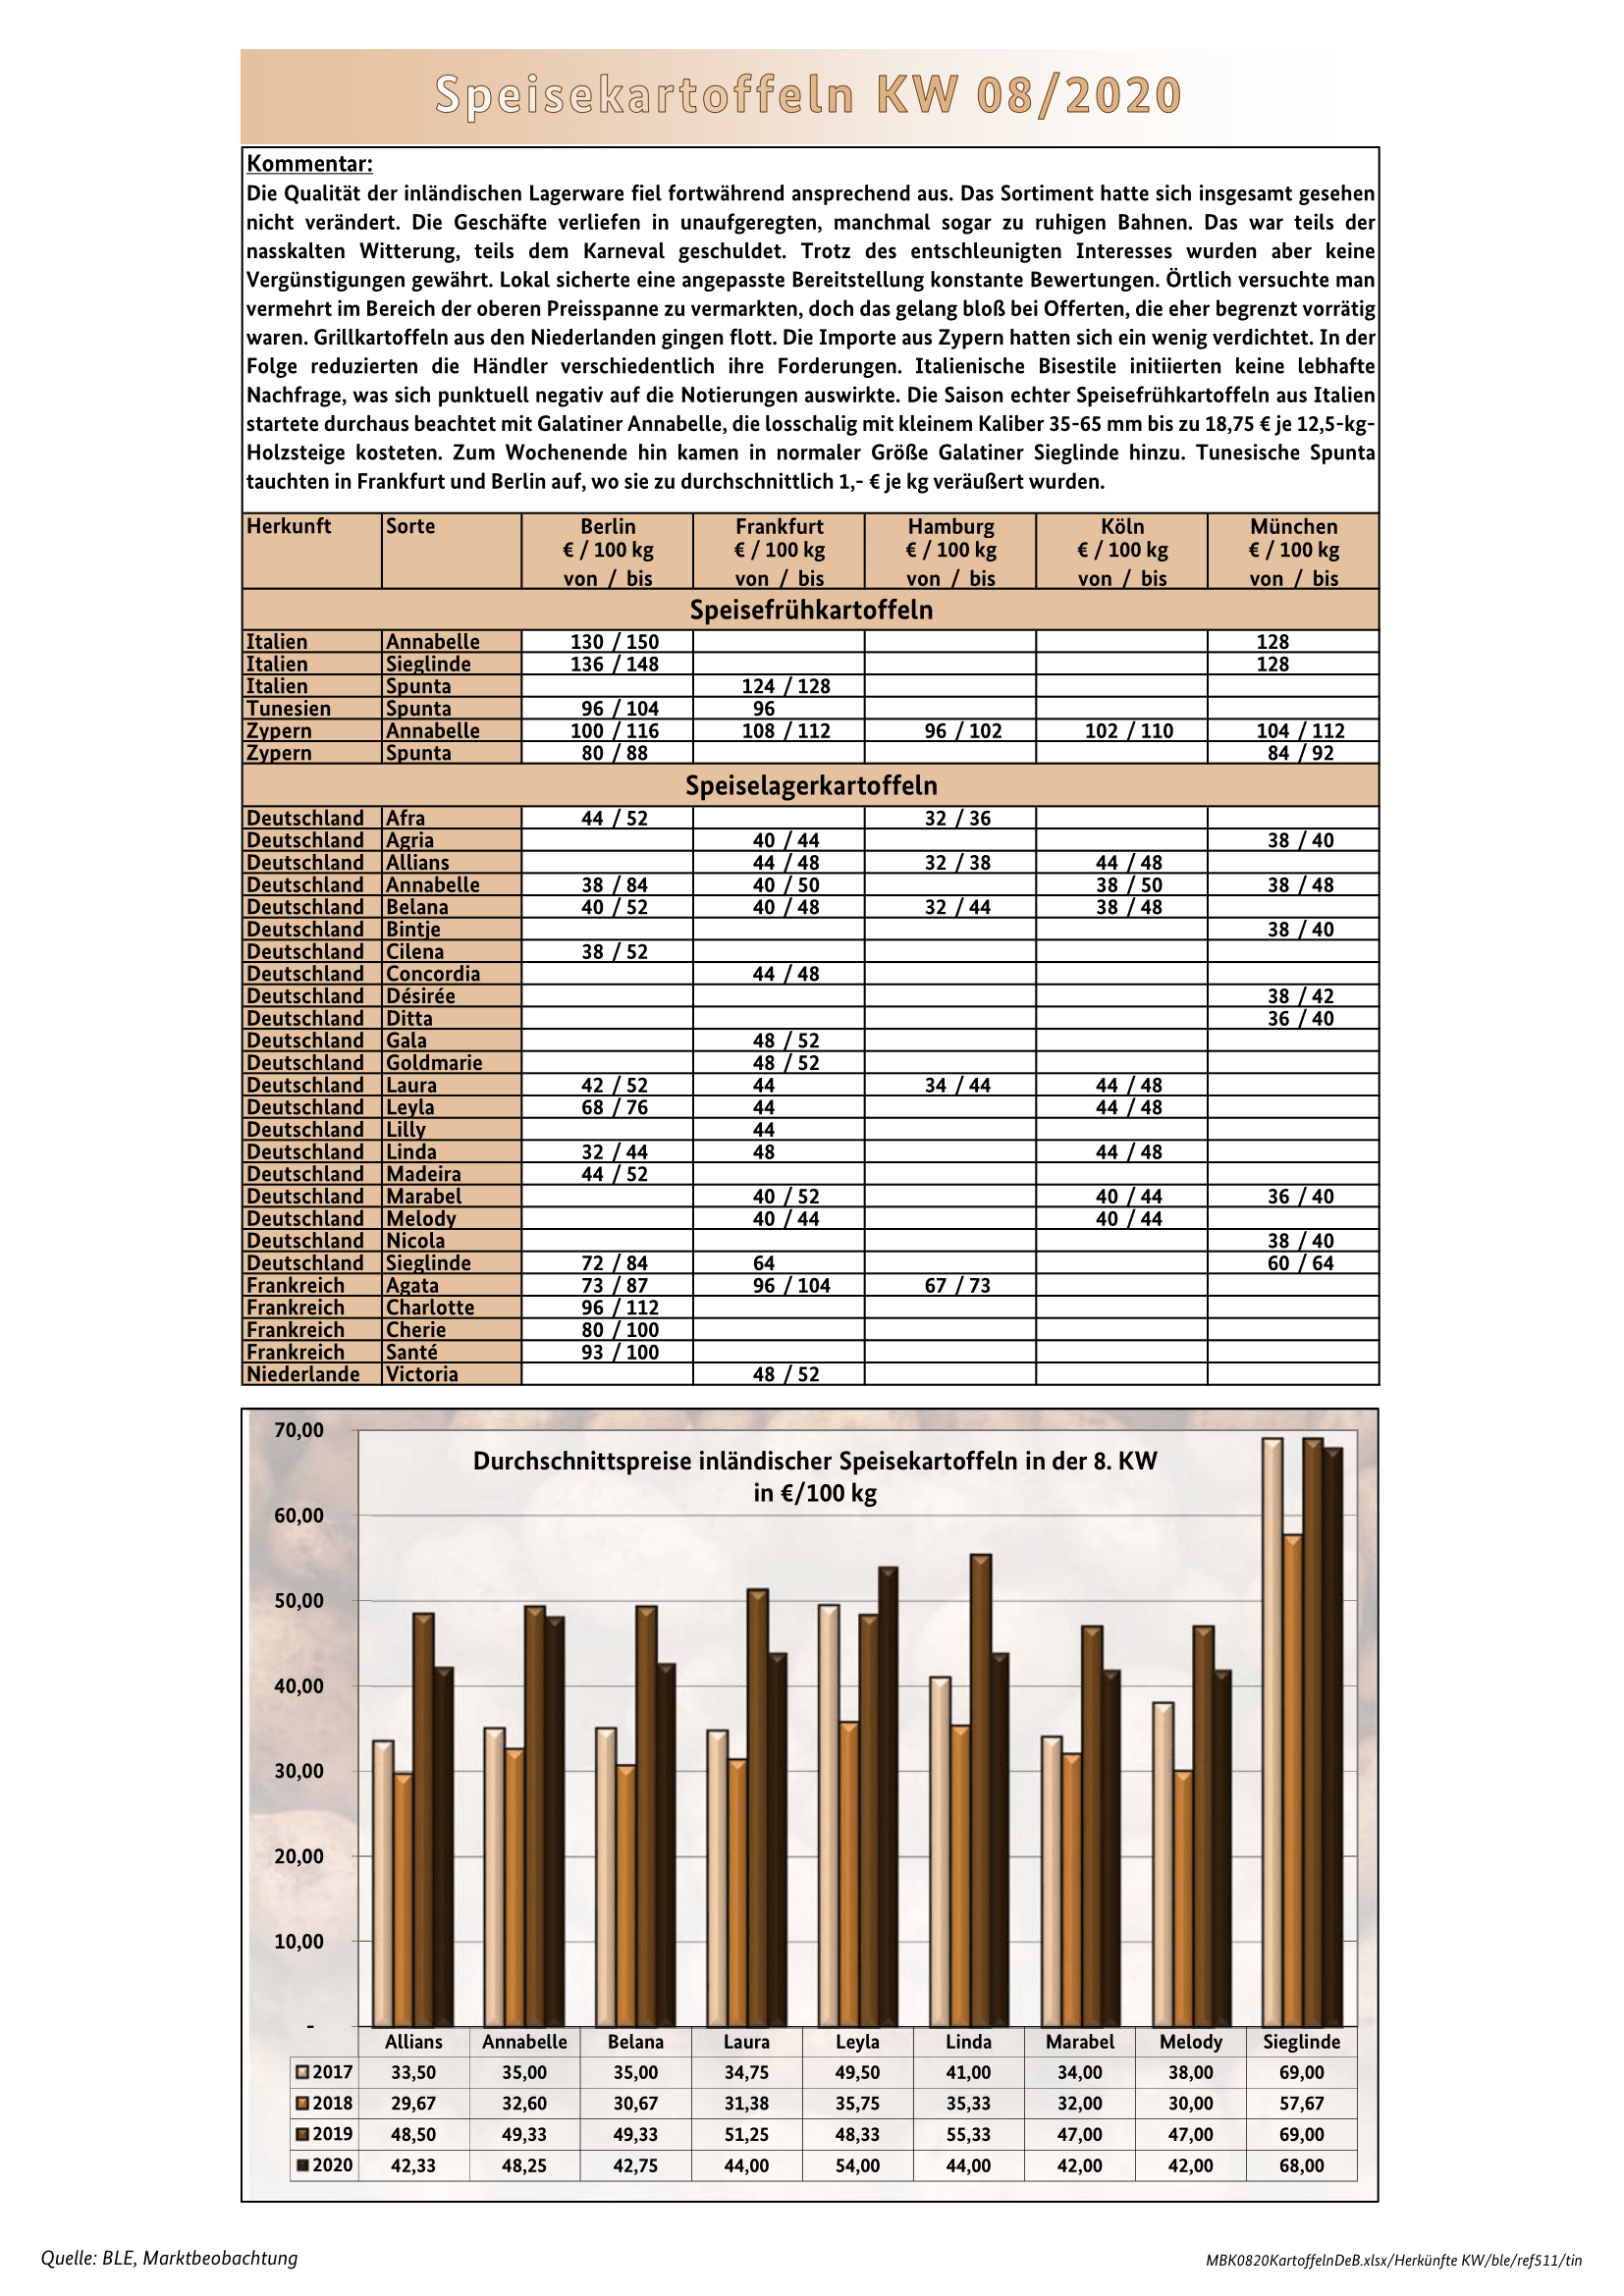 Speisekartoffeln KW 08/2020
Kommentar:
Die Qualität der inländischen Lagerware fiel fortwährend ansprechend aus. Das Sortiment hatte sich insgesamt gesehen
nicht verändert. Die Geschäfte verliefen in unaufgeregten, manchmal sogar zu ruhigen Bahnen. Das war teils der
nasskalten Witterung, teils dem Karneval geschuldet. Trotz des entschleunigten Interesses wurden aber keine
Vergünstigungen gewährt. Lokal sicherte eine angepasste Bereitstellung konstante Bewertungen. Örtlich versuchte man
vermehrt im Bereich der oberen Preisspanne zu vermarkten, doch das gelang bloß bei Offerten, die eher begrenzt vorrätig
waren. Grillkartoffeln aus den Niederlanden gingen flott. Die Importe aus Zypern hatten sich ein wenig verdichtet. In der
Folge reduzierten die Händler verschiedentlich ihre Forderungen. Italienische Bisestile initiierten keine lebhafte
Nachfrage, was sich punktuell negativ auf die Notierungen auswirkte. Die Saison echter Speisefrühkartoffeln aus Italien
startete durchaus beachtet mit Galatiner Annabelle, die losschalig mit kleinem Kaliber 35-65 mm bis zu 18,75 € je 12,5-kg-
Holzsteige kosteten. Zum Wochenende hin kamen in normaler Größe Galatiner Sieglinde hinzu. Tunesische Spunta
tauchten in Frankfurt und Berlin auf, wo sie zu durchschnittlich 1,- € je kg veräußert wurden.
Herkunft Sorte Berlin Frankfurt Hamburg Köln München
€ / 100 kg € / 100 kg € / 100 kg € / 100 kg € / 100 kg
von / bis von / bis von / bis von / bis von / bis
Speisefrühkartoffeln
Italien Annabelle 130 / 150 128
Italien Sieglinde 136 / 148 128
Italien Spunta 124 / 128
Tunesien Spunta 96 / 104 96
Zypern Annabelle 100 / 116 108 / 112 96 / 102 102 / 110 104 / 112
Zypern Spunta 80 / 88 84 / 92
Speiselagerkartoffeln
Deutschland Afra 44 / 52 32 / 36
Deutschland Agria 40 / 44 38 / 40
Deutschland Allians 44 / 48 32 / 38 44 / 48
Deutschland Annabelle 38 / 84 40 / 50 38 / 50 38 / 48
Deutschland Belana 40 / 52 40 / 48 32 / 44 38 / 48
Deutschland Bintje 38 / 40
Deutschland Cilena 38 / 52
Deutschland Concordia 44 / 48
Deutschland Désirée 38 / 42
Deutschland Ditta 36 / 40
Deutschland Gala 48 / 52
Deutschland Goldmarie 48 / 52
Deutschland Laura 42 / 52 44 34 / 44 44 / 48
Deutschland Leyla 68 / 76 44 44 / 48
Deutschland Lilly 44
Deutschland Linda 32 / 44 48 44 / 48
Deutschland Madeira 44 / 52
Deutschland Marabel 40 / 52 40 / 44 36 / 40
Deutschland Melody 40 / 44 40 / 44
Deutschland Nicola 38 / 40
Deutschland Sieglinde 72 / 84 64 60 / 64
Frankreich Agata 73 / 87 96 / 104 67 / 73
Frankreich Charlotte 96 / 112
Frankreich Cherie 80 / 100
Frankreich Santé 93 / 100
Niederlande Victoria 48 / 52
Durchschnittspreise inländischer Speisekartoffeln in der 8. KW
in €/100 kg
70,00
60,00
50,00
40,00
30,00
20,00
10,00
-
Allians Annabelle Belana Laura Leyla Linda Marabel Melody Sieglinde
2017 33,50 35,00 35,00 34,75 49,50 41,00 34,00 38,00 69,00
2018 29,67 32,60 30,67 31,38 35,75 35,33 32,00 30,00 57,67
2019 48,50 49,33 49,33 51,25 48,33 55,33 47,00 47,00 69,00
2020 42,33 48,25 42,75 44,00 54,00 44,00 42,00 42,00 68,00
Quelle: BLE, Marktbeobachtung
MBK0820KartoffelnDeB.xlsx/Herkünfte KW/ble/ref511/tin